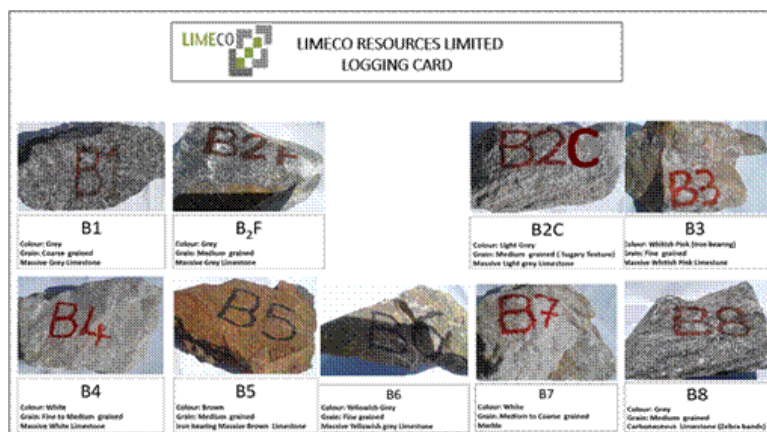 LIMECO
LIMECO RESOURCES LIMITED
LOGGING CARD
B1
B2F
B2C
B3
B1
Colour: Grey
Grain: Coarse grained
Massive Grey Limestone
B₂F
Colour: Grey
Grain: Medium grained
Massive Grey Limestone
B2C
Colour: Light Grey
Grain: Medium grained ( Sugary Texture)
Massive Light grey Limestone
B3
Colour: Whitish Pink (Iron bearing)
Grain: Fine grained
Massive Whitish Pink Limestone
B4
B5
B6
B7
B8
B4
Colour: White
Grain: Fine to Medium grained
Massive White Limestone
B5
Colour: Brown
Grain: Medium grained
Iron bearing Massive Brown Limestone
B6
Colour: Yellowish Grey
Grain: Fine grained
Massive Yellowish grey Limestone
B7
Colour: White
Grain: Medium to Coarse grained
Marble
B8
Colour: Grey
Grain: Medium grained
Carbonaceous Limestone (Zebra bands)